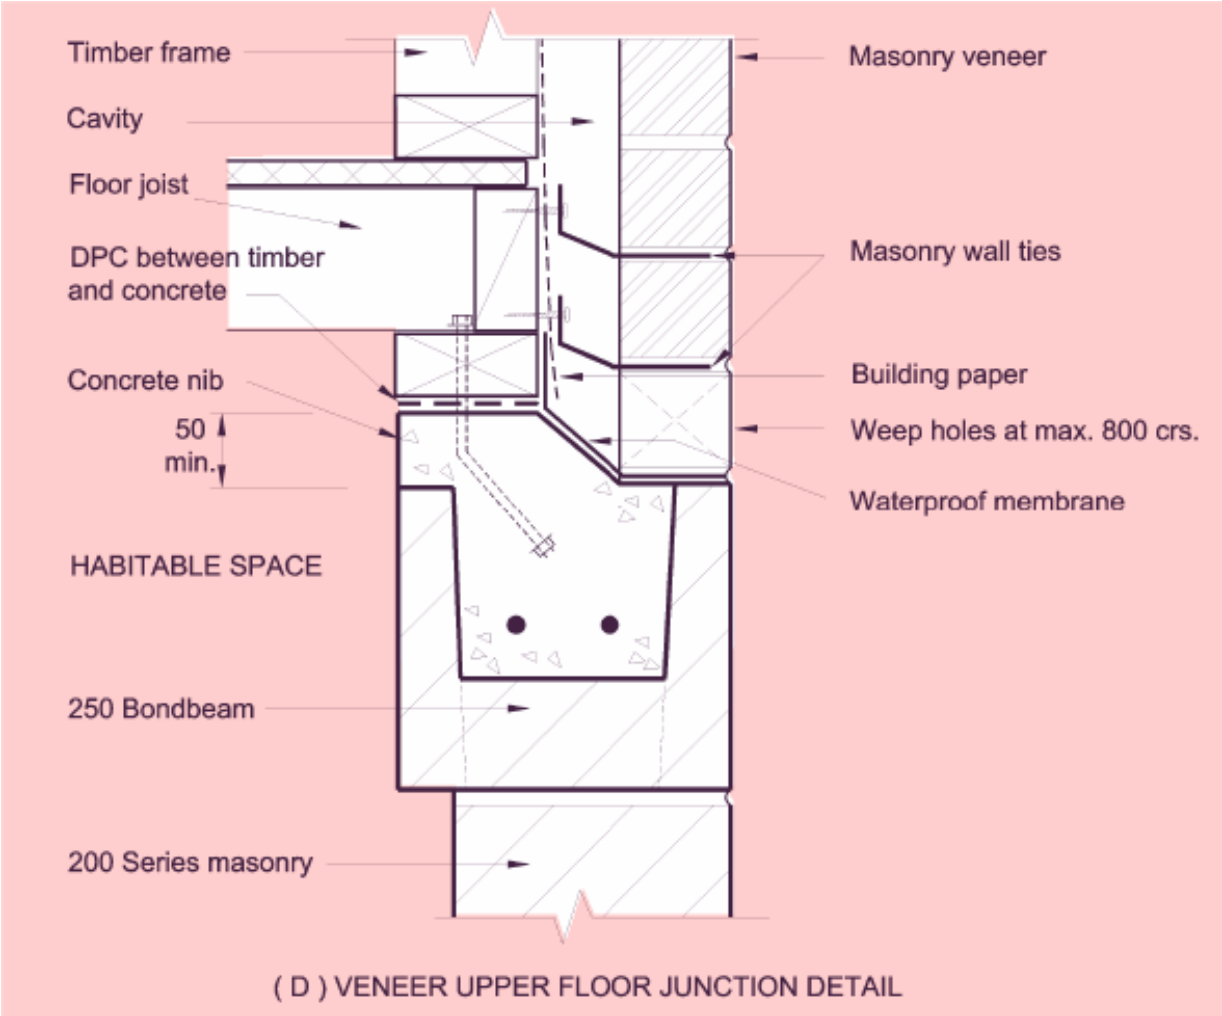 Timber frame
Masonry veneer
Cavity
Floor joist
DPC between timber
and concrete
Masonry wall ties
Concrete nib
Building paper
50
min.
Weep holes at max. 800 crs.
Waterproof membrane
HABITABLE SPACE
250 Bondbeam
200 Series masonry
( D ) VENEER UPPER FLOOR JUNCTION DETAIL